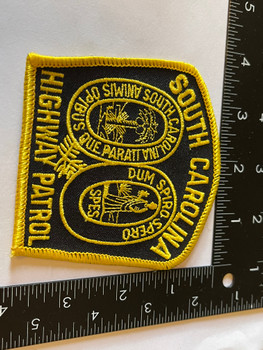 SOUTH CAROLINA
SOUTH CAROLINA
ANIMIS OPIBUSQUE PARATI
DUM SPIRO SPERO
SPES
HIGHWAY PATROL